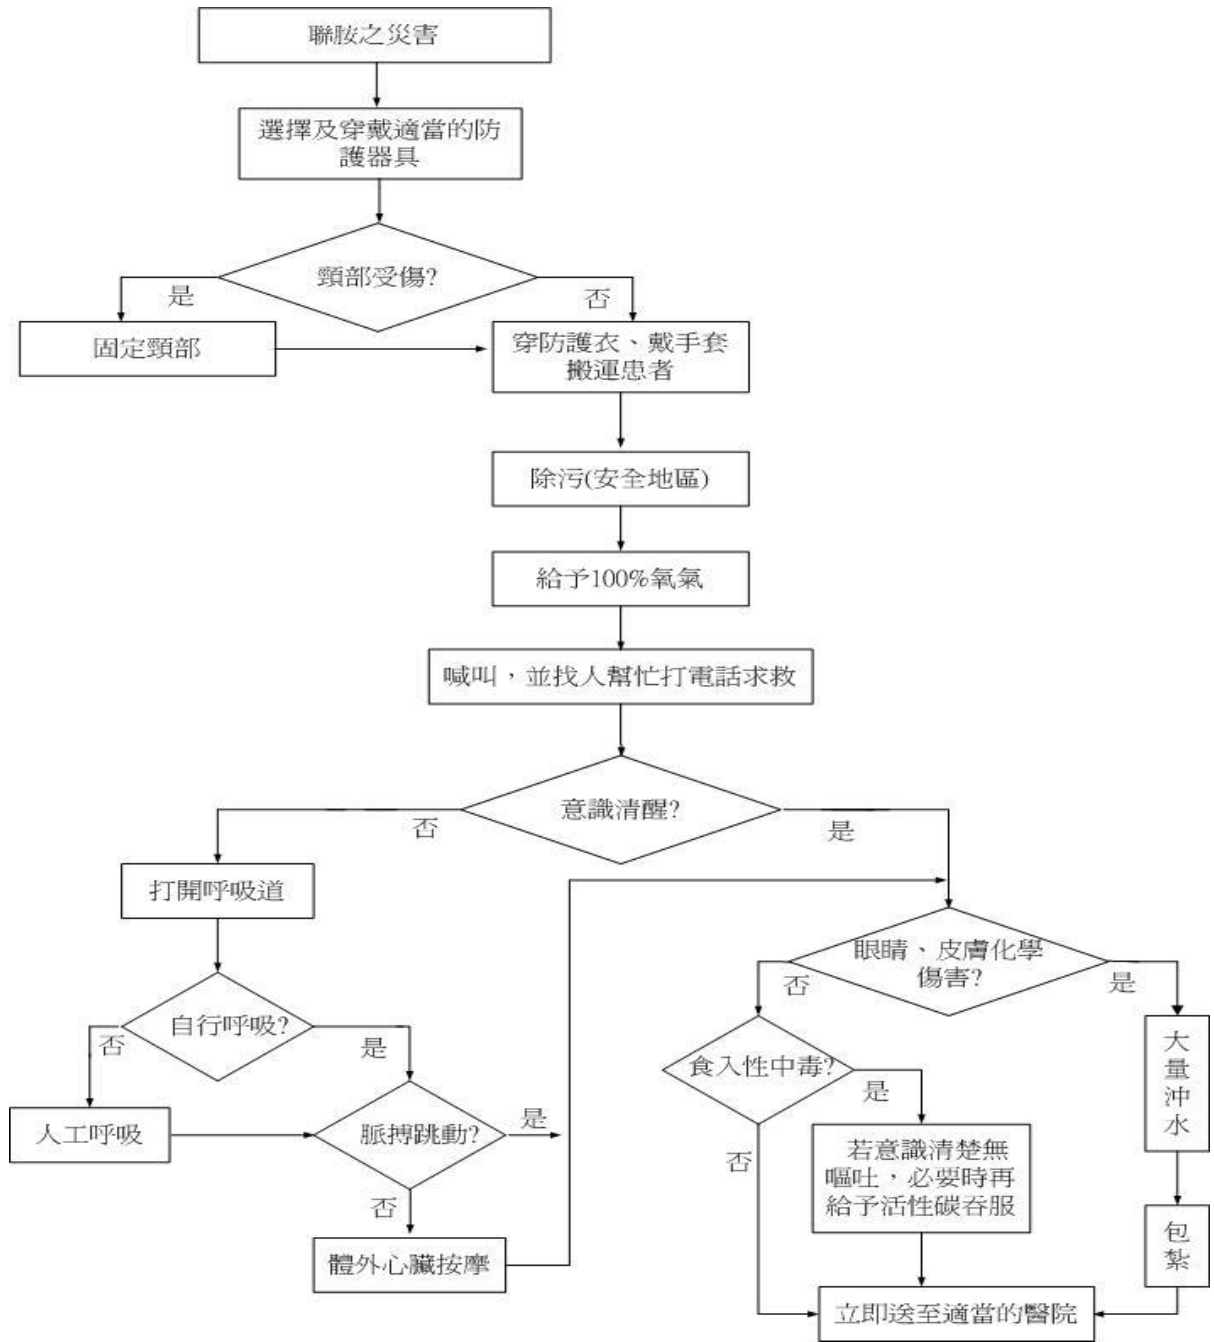 聯胺之災害
選擇及穿戴適當的防
護器具
頸部受傷?
是
否
固定頸部
穿防護衣、戴手套
搬運患者
除污(安全地區)
給予100%氧氣
喊叫，並找人幫忙打電話求救
意識清醒?
否
是
打開呼吸道
眼睛、皮膚化學
傷害?
否
是
自行呼吸?
否
是
大
量
沖
水
食入性中毒?
是
否
人工呼吸
脈搏跳動?
是
否
若意識清楚無
嘔吐，必要時再
給予活性碳吞服
包
紮
體外心臟按摩
立即送至適當的醫院